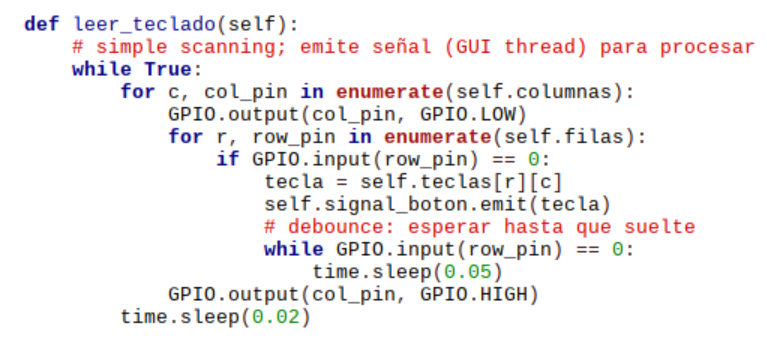 def leer_teclado(self):
    # simple scanning; emite señal (GUI thread) para procesar
    while True:
        for c, col_pin in enumerate(self.columnas):
            GPIO.output(col_pin, GPIO.LOW)
            for r, row_pin in enumerate(self.filas):
                if GPIO.input(row_pin) == 0:
                    tecla = self.teclas[r][c]
                    self.signal_boton.emit(tecla)
                    # debounce: esperar hasta que suelte
                    while GPIO.input(row_pin) == 0:
                        time.sleep(0.05)
            GPIO.output(col_pin, GPIO.HIGH)
        time.sleep(0.02)